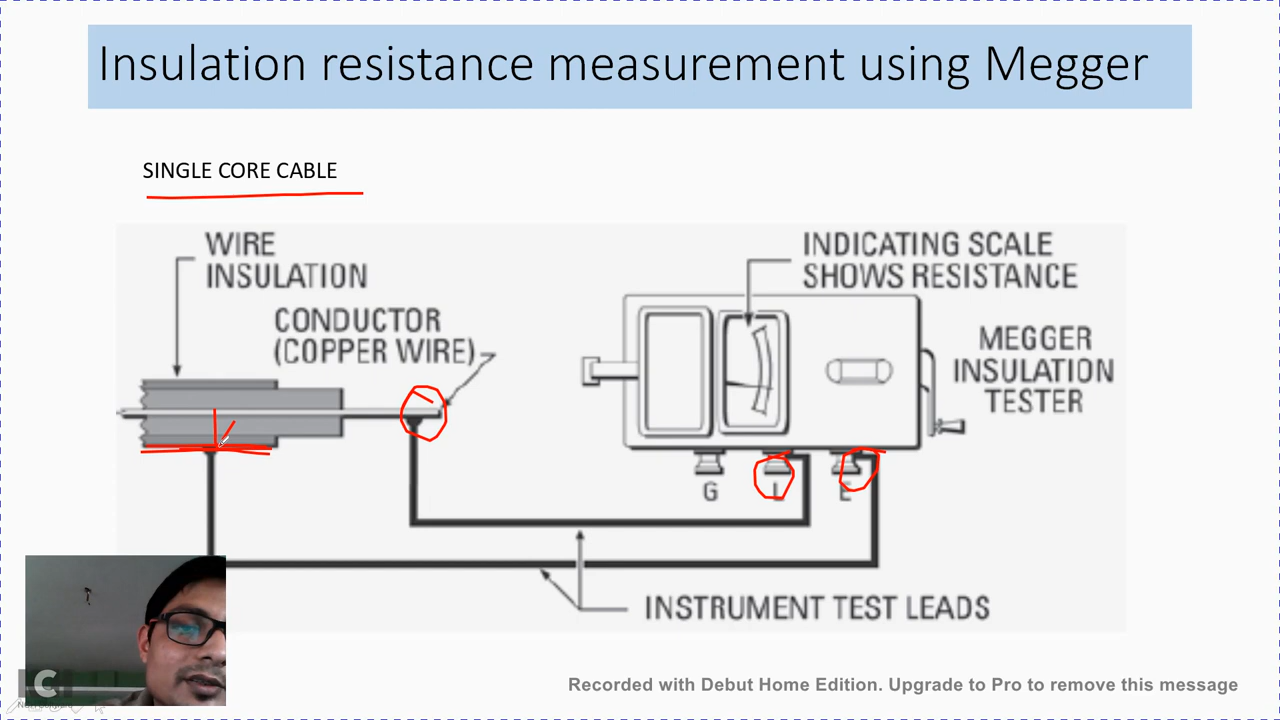 Insulation resistance measurement using Megger
SINGLE CORE CABLE
WIRE
INSULATION
CONDUCTOR
(COPPER WIRE)
INDICATING SCALE
SHOWS RESISTANCE
MEGGER
INSULATION
TESTER
G
L
E
INSTRUMENT TEST LEADS
C
Recorded with Debut Home Edition. Upgrade to Pro to remove this message